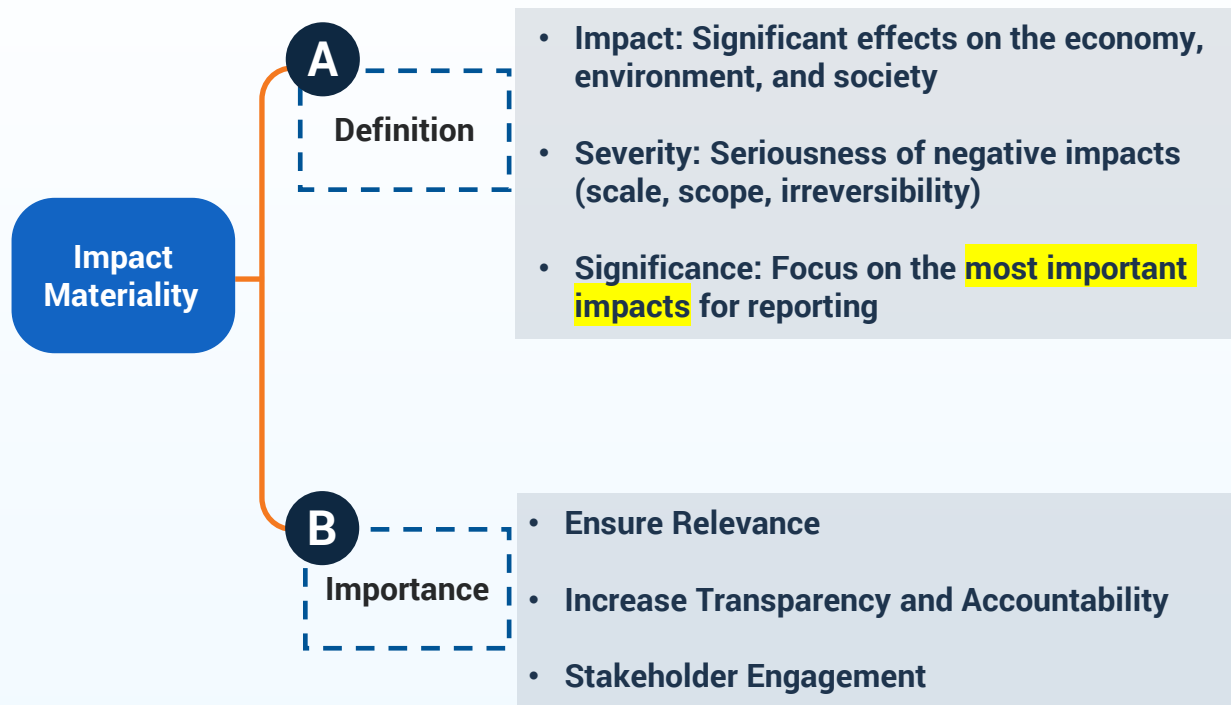 A
Definition
• Impact: Significant effects on the economy,
environment, and society
• Severity: Seriousness of negative impacts
(scale, scope, irreversibility)
• Significance: Focus on the most important
impacts for reporting
Impact
Materiality
B
Importance
• Ensure Relevance
• Increase Transparency and Accountability
• Stakeholder Engagement